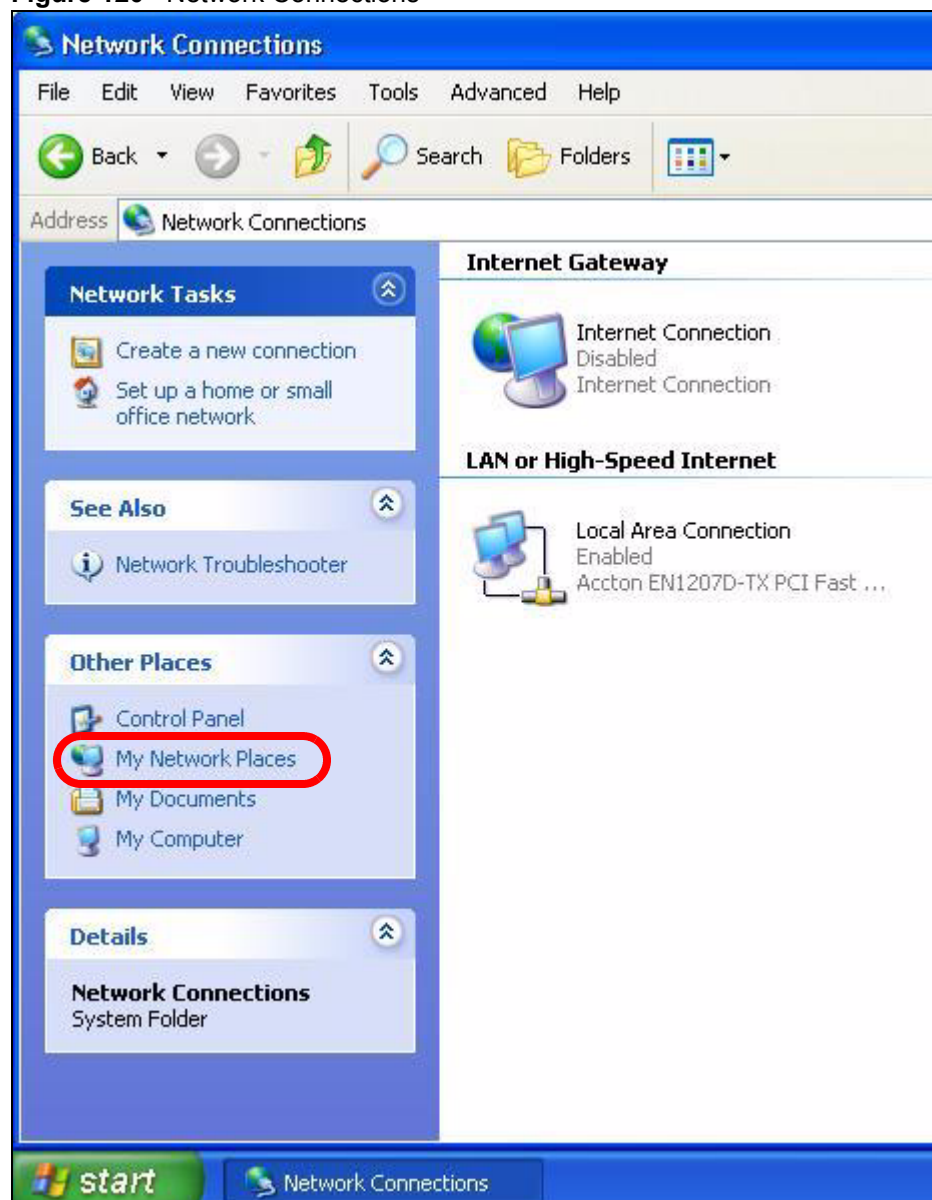 Network Connections
Network Connections
File Edit View Favorites Tools Advanced Help
Back Search Folders
Address Network Connections
Network Tasks
Create a new connection
Set up a home or small
office network
See Also
Network Troubleshooter
Other Places
Control Panel
My Network Places
My Documents
My Computer
Details
Network Connections
System Folder
Internet Gateway
Internet Connection
Disabled
Internet Connection
LAN or High-Speed Internet
Local Area Connection
Enabled
Accton EN1207D-TX PCI Fast ...
start Network Connections